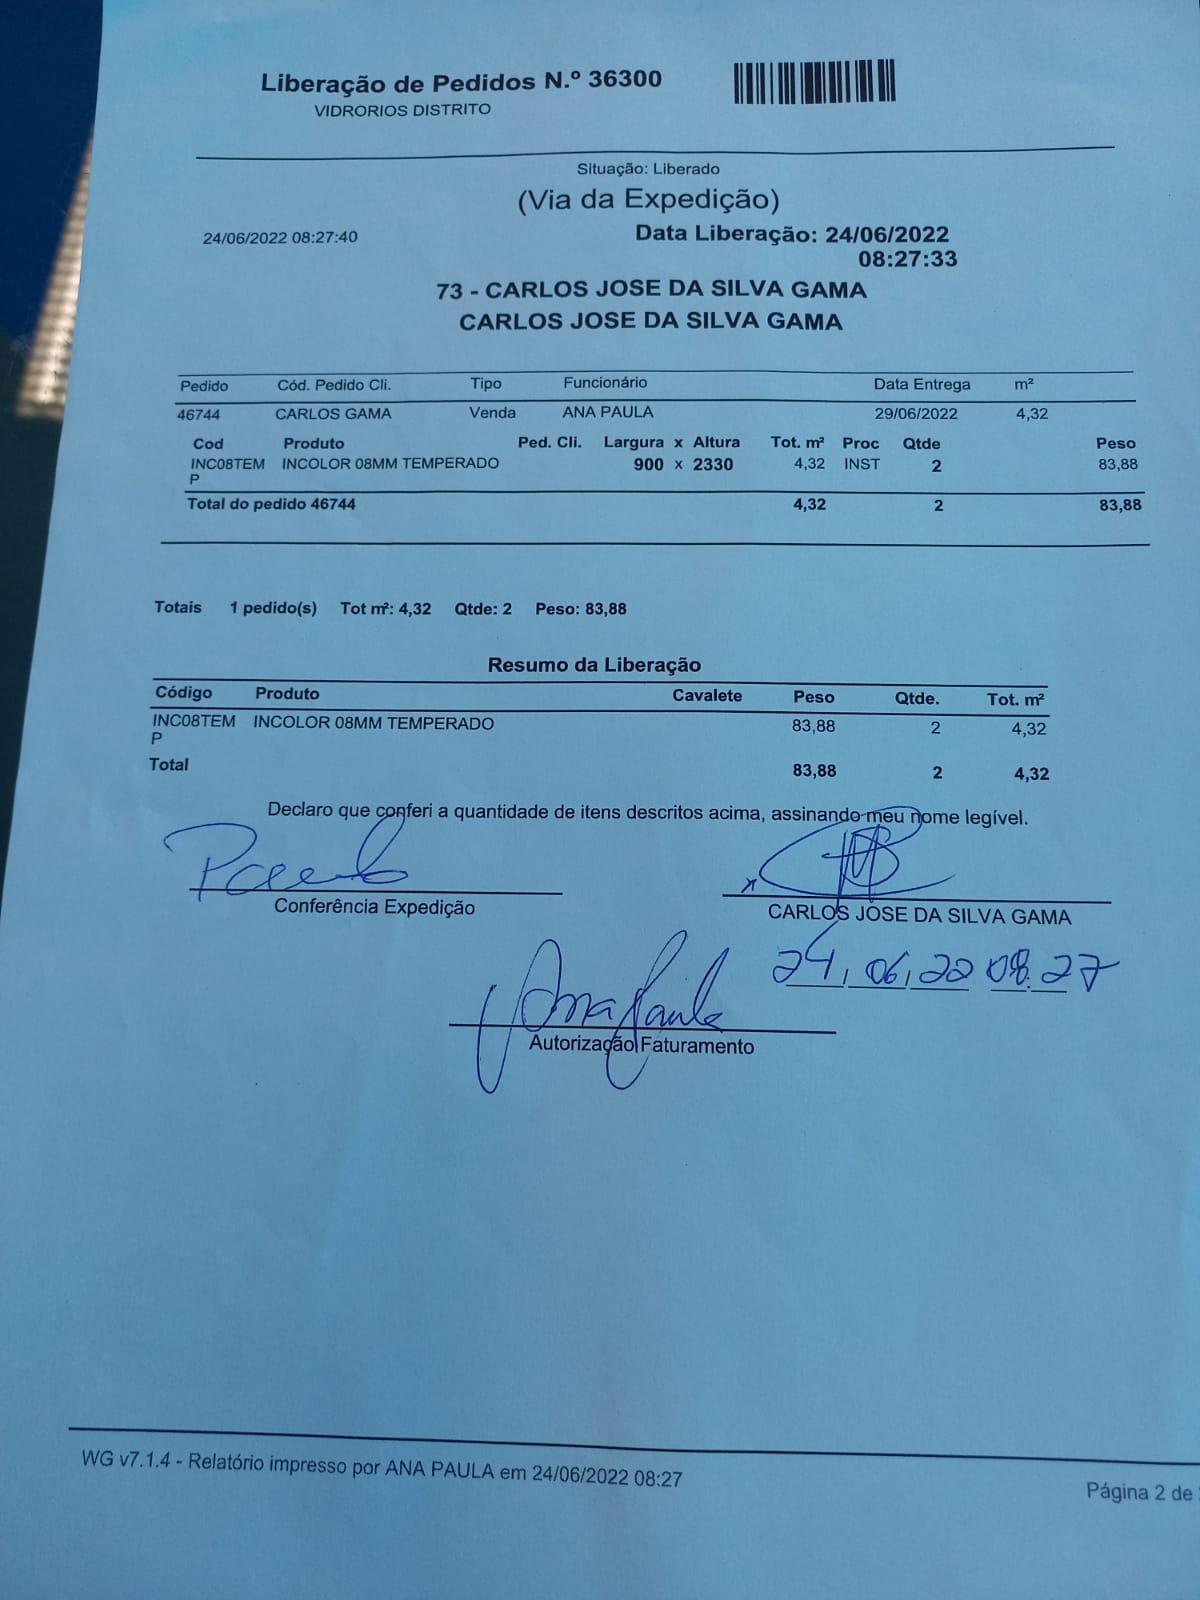 Liberação de Pedidos N.º 36300
VIDRORIOS DISTRITO
Situação: Liberado
(Via da Expedição)
24/06/2022 08:27:40
Data Liberação: 24/06/2022
08:27:33
73 - CARLOS JOSE DA SILVA GAMA
CARLOS JOSE DA SILVA GAMA
Pedido Cód. Pedido Cli. Tipo Funcionário Data Entrega m²
46744 CARLOS GAMA Venda ANA PAULA 29/06/2022 4,32
Cod Produto Ped. Cli. Largura x Altura Tot. m² Proc Qtde Peso
INC08TEM INCOLOR 08MM TEMPERADO 900 x 2330 4,32 INST 2 83,88
P
Total do pedido 46744 4,32 2 83,88
Totais 1 pedido(s) Tot m²: 4,32 Qtde: 2 Peso: 83,88
Resumo da Liberação
Código Produto Cavalete Peso Qtde. Tot. m²
INC08TEM INCOLOR 08MM TEMPERADO 83,88 2 4,32
P
Total 83,88 2 4,32
Declaro que conferi a quantidade de itens descritos acima, assinando meu nome legível.
x
Conferência Expedição
CARLOS JOSE DA SILVA GAMA
24, 06, 22 08:27
Ana Paula
Autorização Faturamento
WG v7.1.4 - Relatório impresso por ANA PAULA em 24/06/2022 08:27
Página 2 de